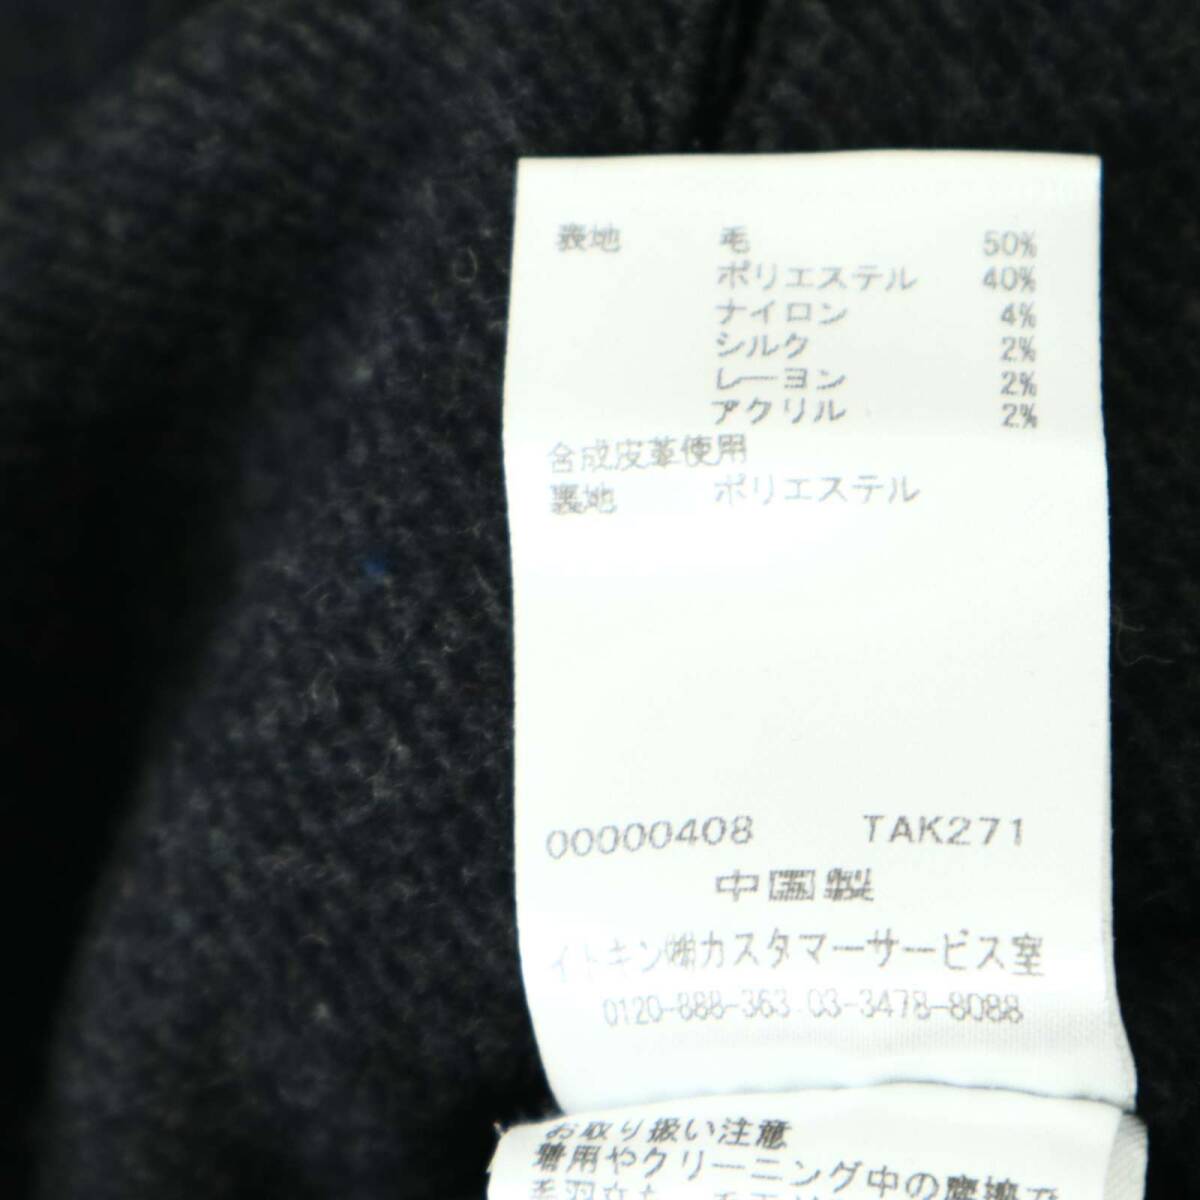 表地 毛 50%
ポリエステル 40%
ナイロン 4%
シルク 2%
レーヨン 2%
アクリル 2%
合成皮革使用
裏地 ポリエステル
00000408 TAK271
中国製
イトキン㈱カスタマーサービス室
0120-888-363 03-3478-8088
お取り扱い注意
着用やクリーニング中の摩擦で